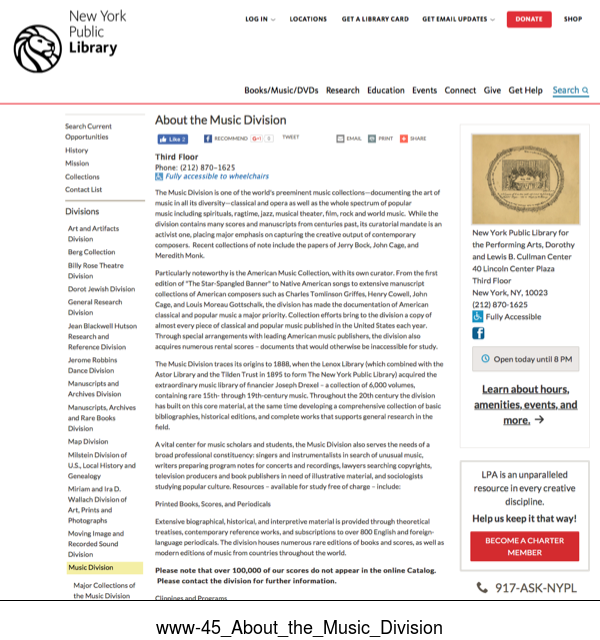 New York
Public
Library
LOG IN
LOCATIONS
GET A LIBRARY CARD
GET EMAIL UPDATES
DONATE
SHOP
Books/Music/DVDs Research Education Events Connect Give Get Help Search
Search Current
Opportunities
History
Mission
Collections
Contact List
Divisions
Art and Artifacts
Division
Berg Collection
Billy Rose Theatre
Division
Dorot Jewish Division
General Research
Division
Jean Blackwell Hutson
Research and
Reference Division
Jerome Robbins
Dance Division
Manuscripts and
Archives Division
Manuscripts, Archives
and Rare Books
Division
Map Division
Milstein Division of
U.S., Local History and
Genealogy
Miriam and Ira D.
Wallach Division of
Art, Prints and
Photographs
Moving Image and
Recorded Sound
Division
Music Division
Major Collections of
the Music Division
About the Music Division
Like 2
RECOMMEND
TWEET
EMAIL
PRINT
SHARE
Third Floor
Phone: (212) 870-1625
Fully accessible to wheelchairs
The Music Division is one of the world's preeminent music collections—documenting the art of
music in all its diversity—classical and opera as well as the whole spectrum of popular
music including spirituals, ragtime, jazz, musical theater, film, rock and world music. While the
division contains many scores and manuscripts from centuries past, its curatorial mandate is an
activist one, placing major emphasis on capturing the creative output of contemporary
composers. Recent collections of note include the papers of Jerry Bock, John Cage, and
Meredith Monk.
Particularly noteworthy is the American Music Collection, with its own curator. From the first
edition of "The Star-Spangled Banner" to Native American songs to extensive manuscript
collections of American composers such as Charles Tomlinson Griffes, Henry Cowell, John
Cage, and Louis Moreau Gottschalk, the division has made the documentation of American
classical and popular music a major priority. Collection efforts bring to the division a copy of
almost every piece of classical and popular music published in the United States each year.
Through special arrangements with leading American music publishers, the division also
acquires numerous rental scores – documents that would otherwise be inaccessible for study.
The Music Division traces its origins to 1888, when the Lenox Library (which combined with the
Astor Library and the Tilden Trust in 1895 to form The New York Public Library) acquired the
extraordinary music library of financier Joseph Drexel – a collection of 6,000 volumes,
containing rare 15th- through 19th-century music. Throughout the 20th century the division
has built on this core material, at the same time developing a comprehensive collection of basic
bibliographies, historical editions, and complete works that supports general research in the
field.
A vital center for music scholars and students, the Music Division also serves the needs of a
broad professional constituency: singers and instrumentalists in search of unusual music,
writers preparing program notes for concerts and recordings, lawyers searching copyrights,
television producers and book publishers in need of illustrative material, and sociologists
studying popular culture. Resources – available for study free of charge – include:
Printed Books, Scores, and Periodicals
Extensive biographical, historical, and interpretive material is provided through theoretical
treatises, contemporary reference works, and subscriptions to over 800 English and foreign-
language periodicals. The division houses numerous rare editions of books and scores, as well as
modern editions of music from countries throughout the world.
Please note that over 100,000 of our scores do not appear in the online Catalog.
Please contact the division for further information.
Clippings and Programs
New York Public Library for
the Performing Arts, Dorothy
and Lewis B. Cullman Center
40 Lincoln Center Plaza
Third Floor
New York, NY, 10023
(212) 870-1625
Fully Accessible
Open today until 8 PM
Learn about hours,
amenities, events, and
more. →
LPA is an unparalleled
resource in every creative
discipline.
Help us keep it that way!
BECOME A CHARTER
MEMBER
917-ASK-NYPL
www-45_About_the_Music_Division